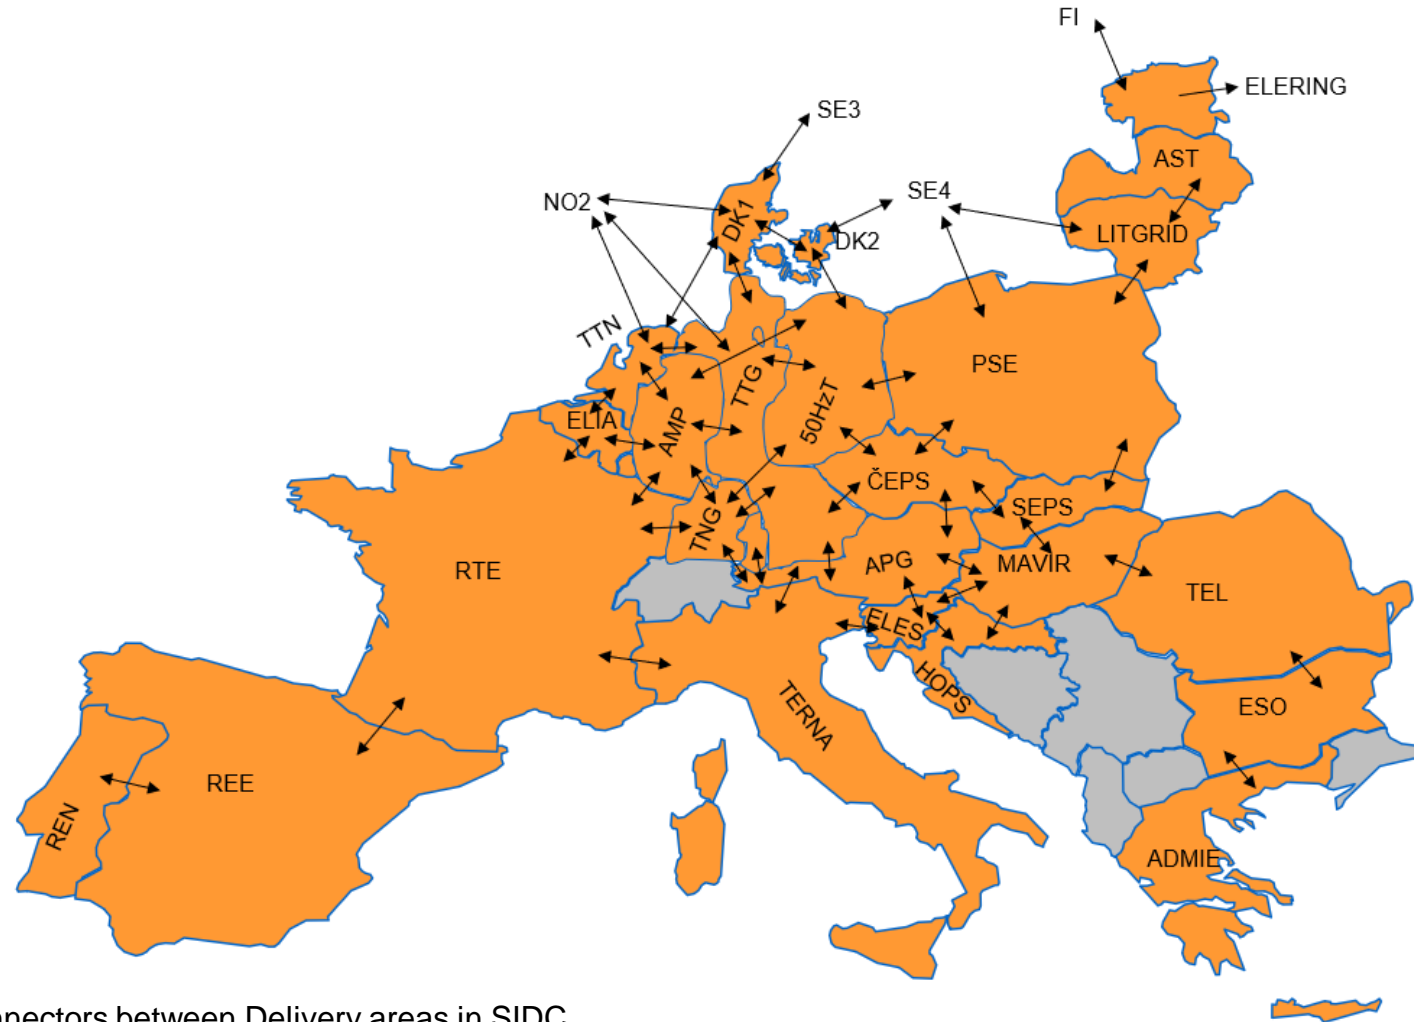 FI
ELERING
SE3
AST
NO2
SE4
DK1
DK2
LITGRID
TTN
PSE
TTG
50HzT
ELIA
AMP
ČEPS
SEPS
TNG
APG
MAVIR
RTE
TEL
ELES
HOPS
TERNA
ESO
REE
REN
ADMIE
between Delivery areas in SIDC